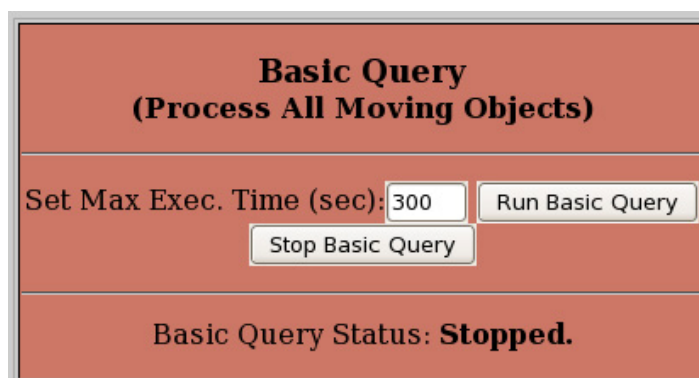 Basic Query
(Process All Moving Objects)
Set Max Exec. Time (sec): 300 Run Basic Query
Stop Basic Query
Basic Query Status: Stopped.